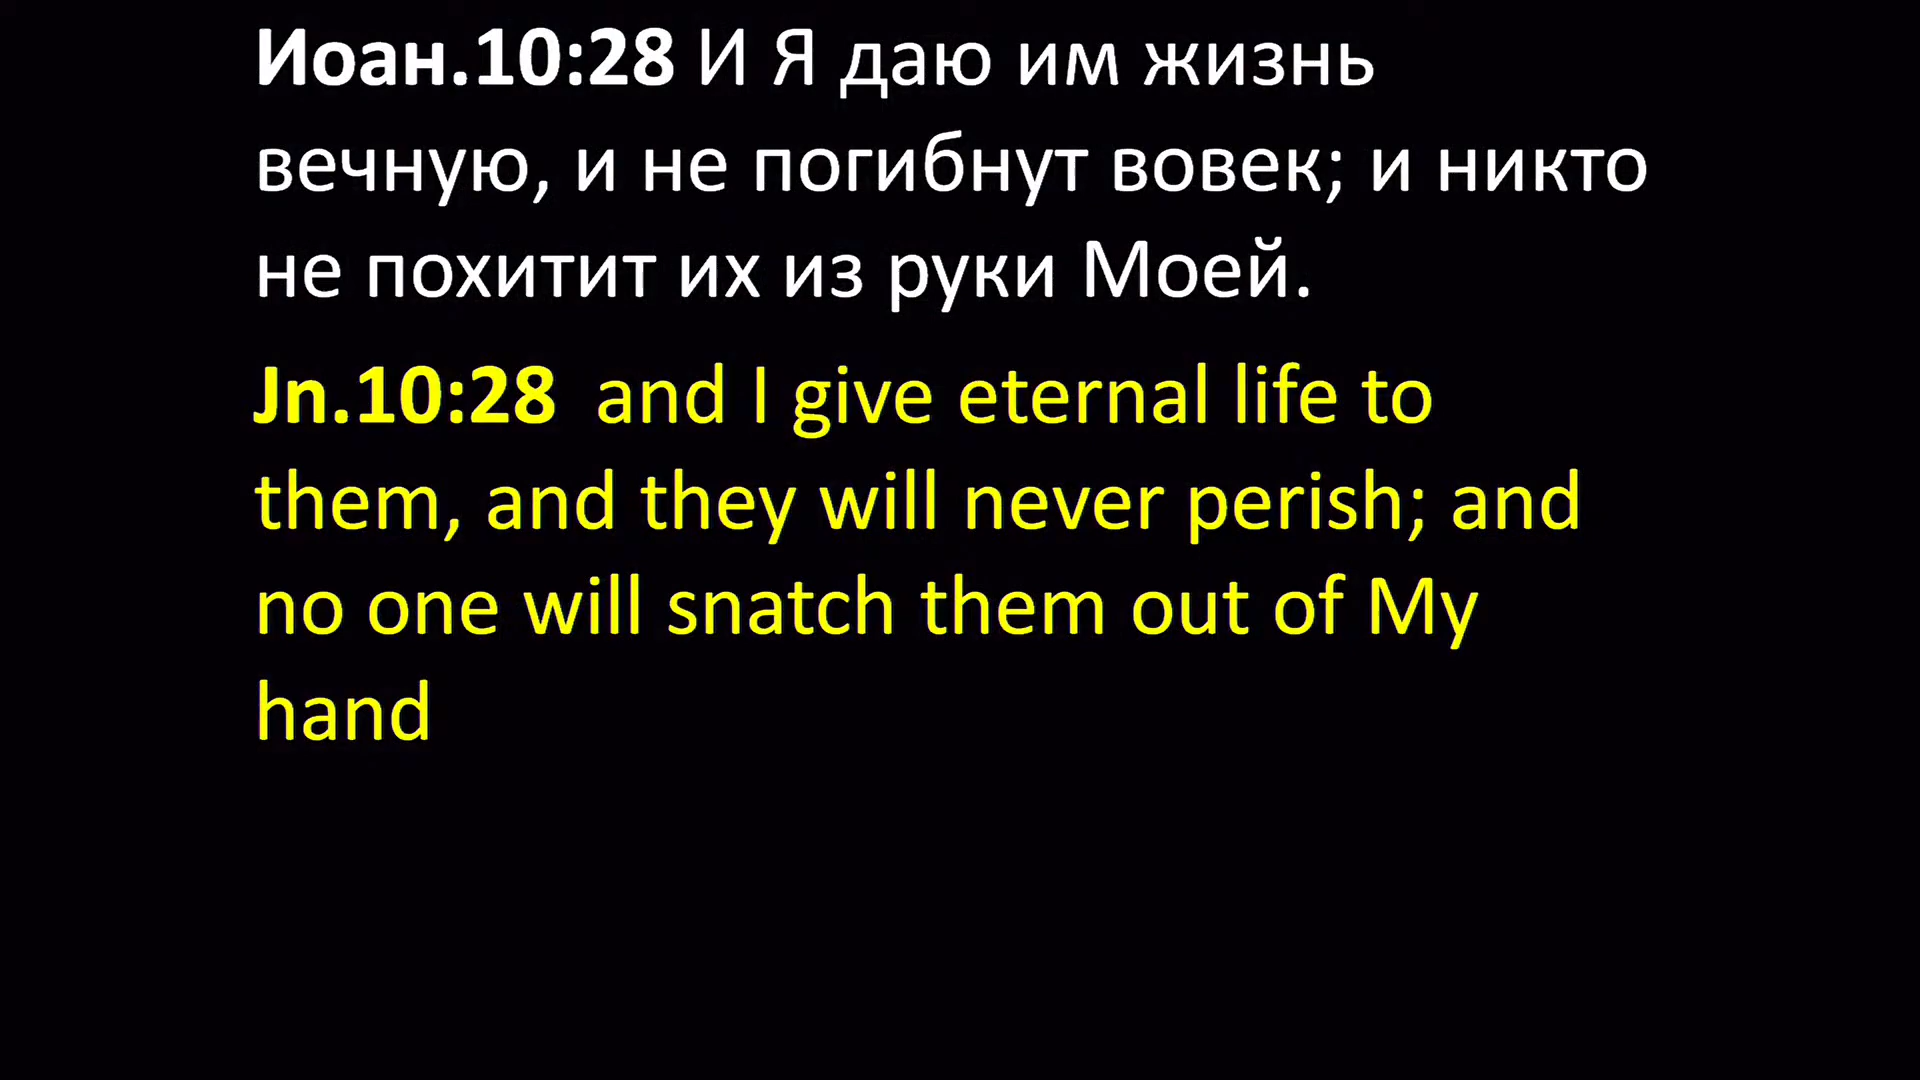 Иоан.10:28 И Я даю им жизнь
вечную, и не погибнут вовек; и никто
не похитит их из руки Моей.
Jn.10:28  and I give eternal life to
them, and they will never perish; and
no one will snatch them out of My
hand